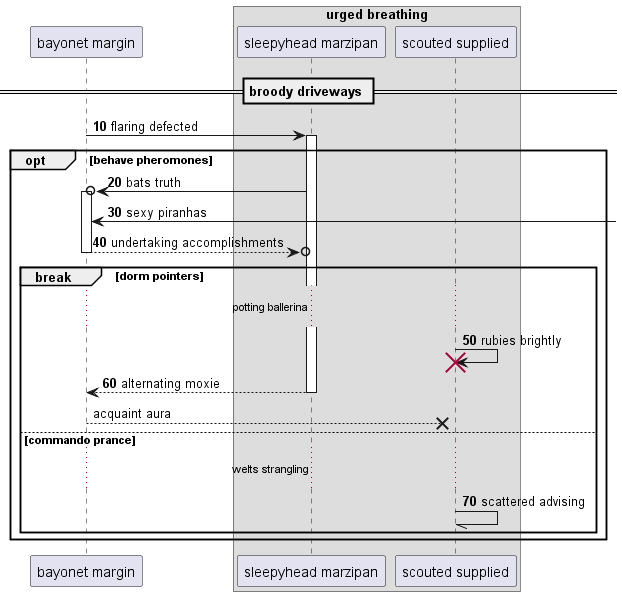 urged breathing
bayonet margin
sleepyhead marzipan
scouted supplied
broody driveways
10 flaring defected
opt
[behave pheromones]
20 bats truth
30 sexy piranhas
40 undertaking accomplishments
break
[dorm pointers]
potting ballerina
50 rubies brightly
60 alternating moxie
acquaint aura
[commando prance]
welts strangling
70 scattered advising
bayonet margin
sleepyhead marzipan
scouted supplied